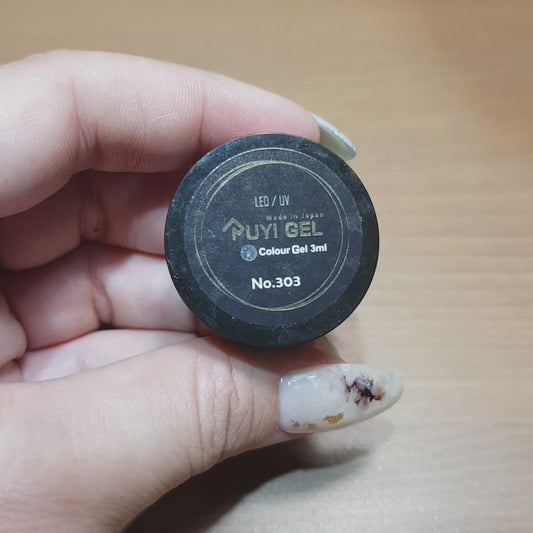 LED / UV
Made in Japan
PUYI GEL
Colour Gel 3ml
No.303